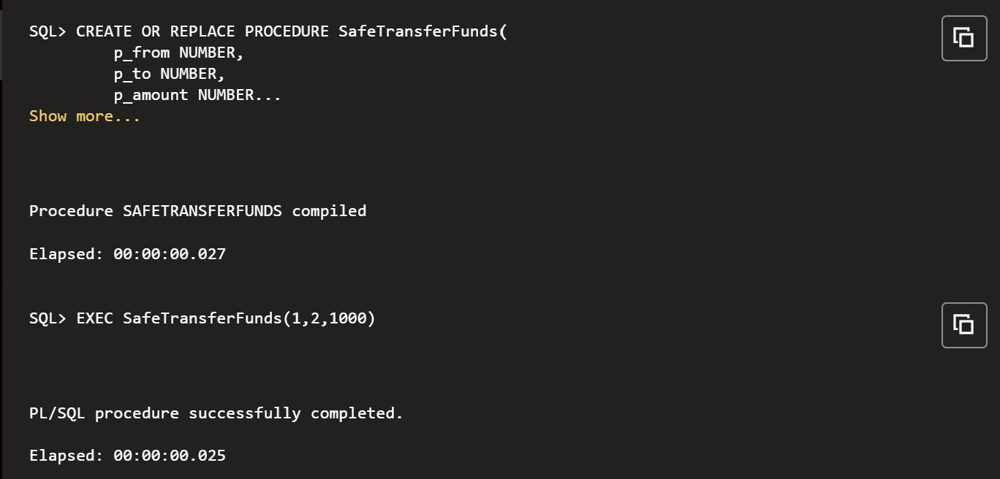 SQL> CREATE OR REPLACE PROCEDURE SafeTransferFunds(
p_from NUMBER,
p_to NUMBER,
p_amount NUMBER...
Show more...
Procedure SAFETRANSFERFUNDS compiled
Elapsed: 00:00:00.027
SQL> EXEC SafeTransferFunds(1,2,1000)
PL/SQL procedure successfully completed.
Elapsed: 00:00:00.025